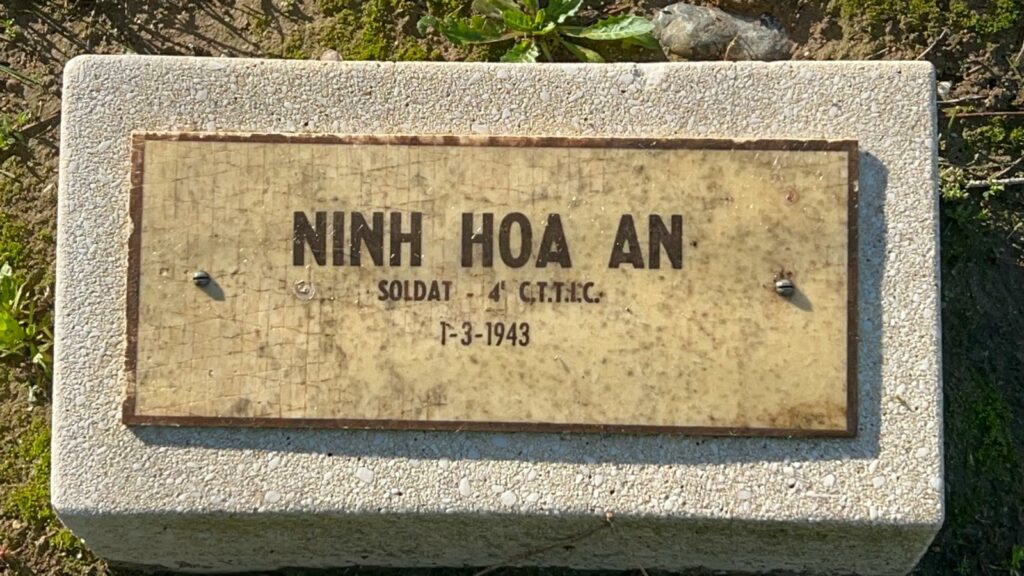 NINH HOA AN
SOLDAT - 4e C.T.T.I.C.
1-3-1943